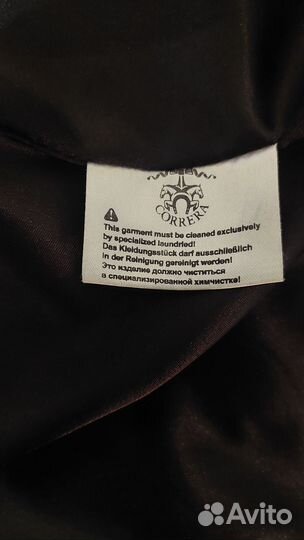 CORRERA
This garment must be cleaned exclusively
by specialized laundried!
Das Kleidungsstück darf ausschließlich
in der Reinigung gereinigt werden!
Это изделие должно чиститься
в специализированной химчистке!
Avito